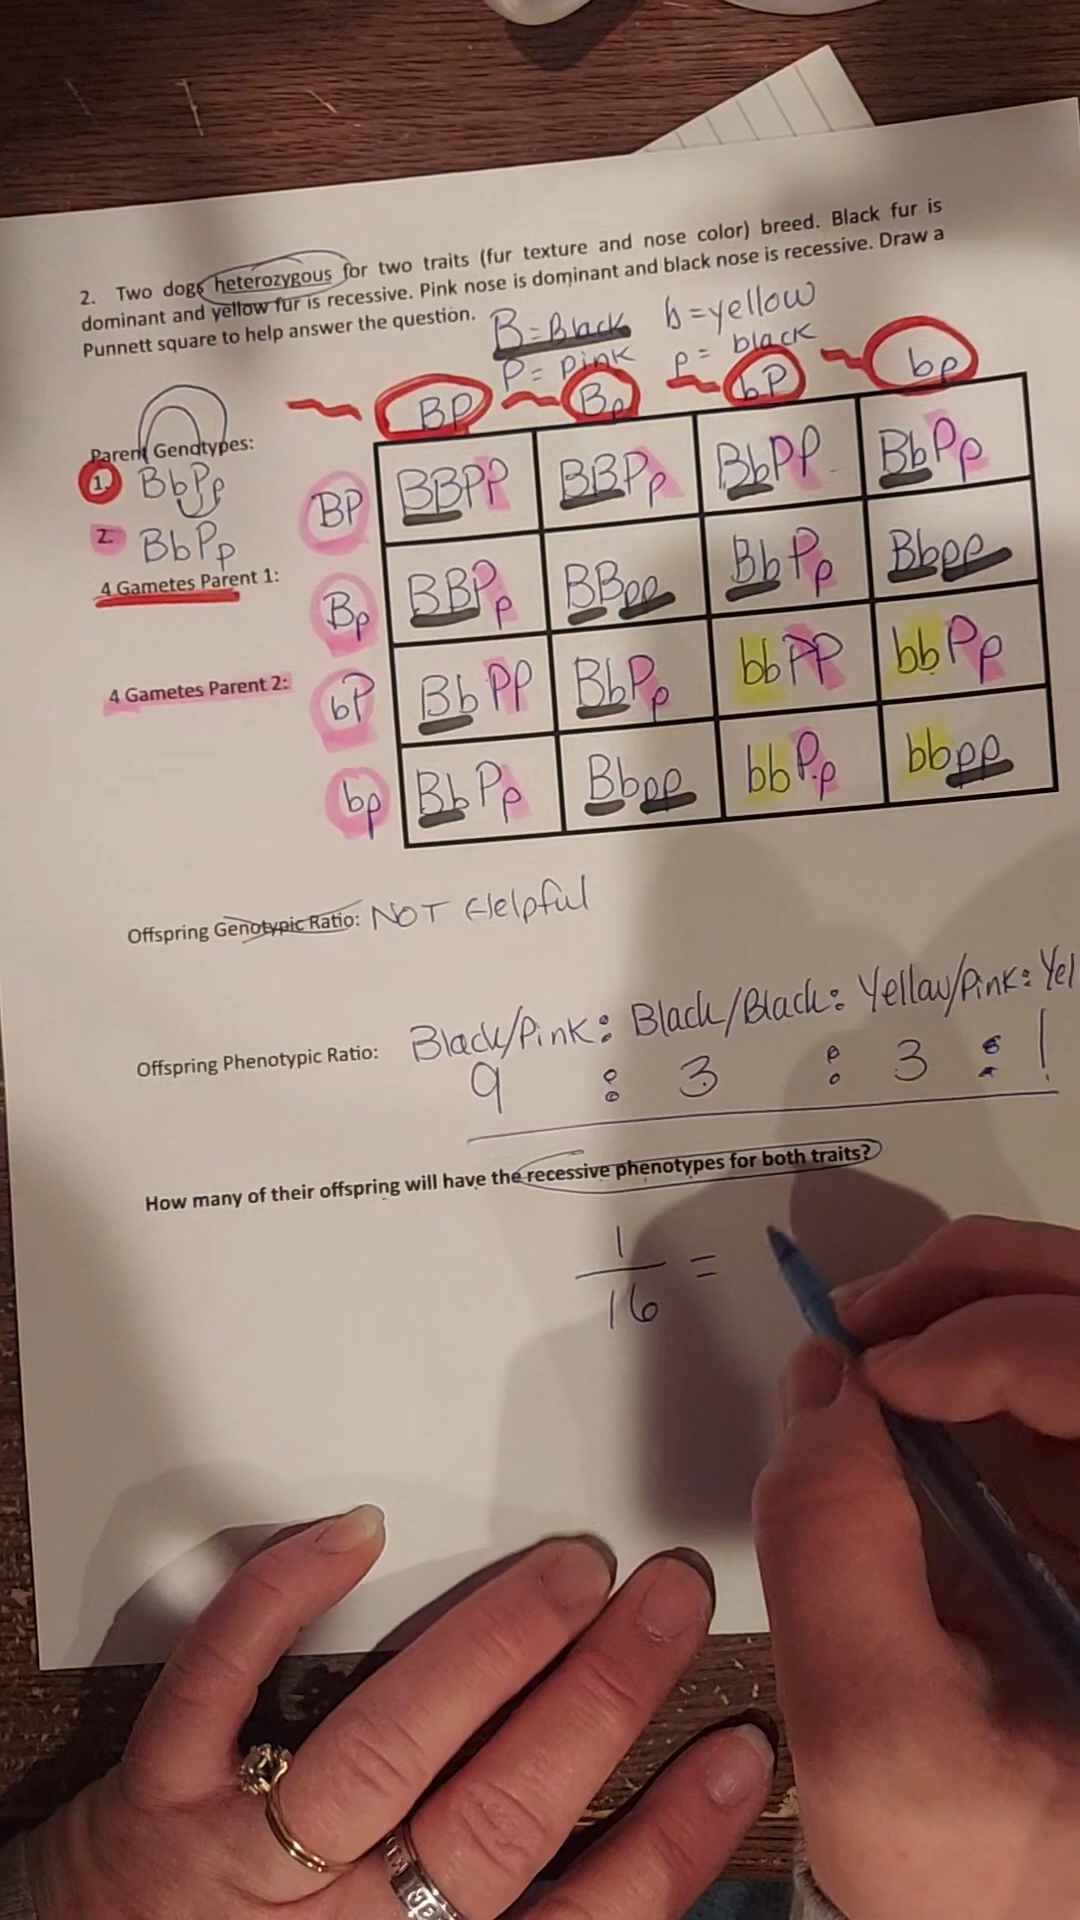 2. Two dogs heterozygous for two traits (fur texture and nose color) breed. Black fur is
dominant and yellow fur is recessive. Pink nose is dominant and black nose is recessive. Draw a
Punnett square to help answer the question.
B=Black b=yellow
P= Pink p= black
BP Bp bP bp
Parent Genotypes:
1. BbPp
2. BbPp
4 Gametes Parent 1:
4 Gametes Parent 2:
BP BBPP BBPp BbPP BbPp
Bp BBPp BBpp BbPp Bbpp
bP BbPP BbPp bbPP bbPp
bp BbPp Bbpp bbPp bbpp
Offspring Genotypic Ratio: NOT Helpful
Offspring Phenotypic Ratio: Black/Pink: Black/Black: Yellow/Pink: Yel
9 : 3 : 3 : 1
How many of their offspring will have the recessive phenotypes for both traits?
1
16 =